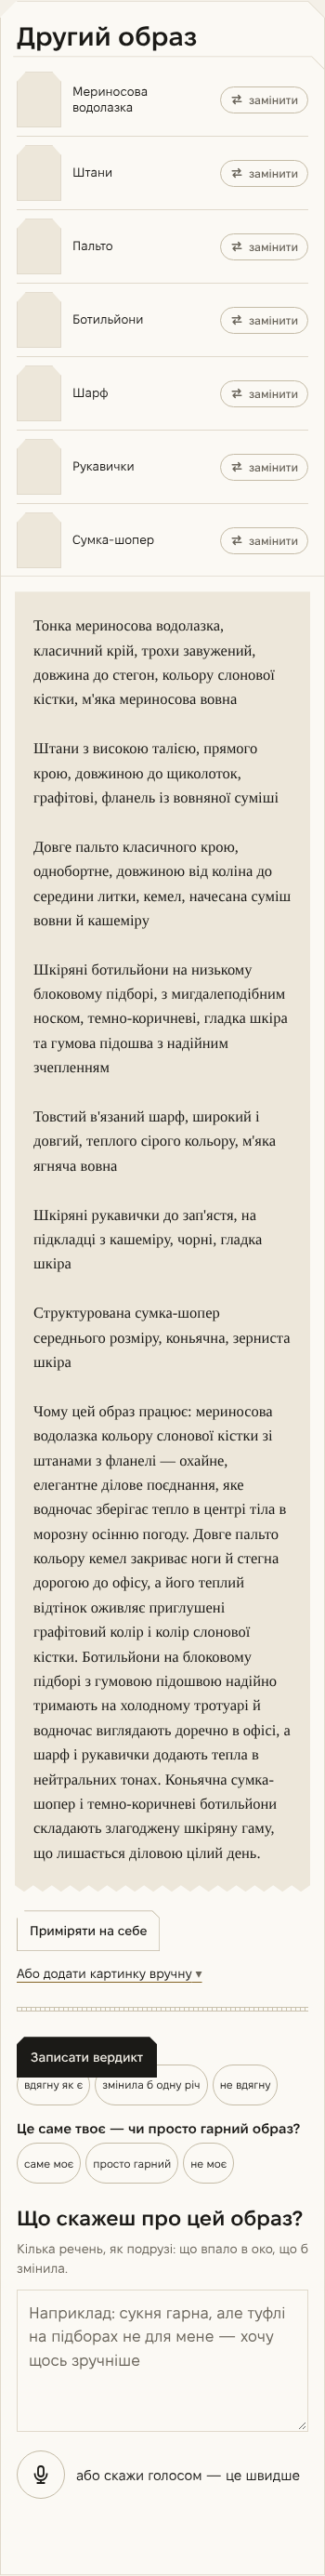 Другий образ
Мериносова
водолазка
⇄ замінити
Штани
⇄ замінити
Пальто
⇄ замінити
Ботильйони
⇄ замінити
Шарф
⇄ замінити
Рукавички
⇄ замінити
Сумка-шопер
⇄ замінити
Тонка мериносова водолазка,
класичний крій, трохи завужений,
довжина до стегон, кольору слонової
кістки, м'яка мериносова вовна
Штани з високою талією, прямого
крою, довжиною до щиколоток,
графітові, фланель із вовняної суміші
Довге пальто класичного крою,
однобортне, довжиною від коліна до
середини литки, кемел, начесана суміш
вовни й кашеміру
Шкіряні ботильйони на низькому
блоковому підборі, з мигдалеподібним
носком, темно-коричневі, гладка шкіра
та гумова підошва з надійним
зчепленням
Товстий в'язаний шарф, широкий і
довгий, теплого сірого кольору, м'яка
ягняча вовна
Шкіряні рукавички до зап'ястя, на
підкладці з кашеміру, чорні, гладка
шкіра
Структурована сумка-шопер
середнього розміру, коньячна, зерниста
шкіра
Чому цей образ працює: мериносова
водолазка кольору слонової кістки зі
штанами з фланелі — охайне,
елегантне ділове поєднання, яке
водночас зберігає тепло в центрі тіла в
морозну осінню погоду. Довге пальто
кольору кемел закриває ноги й стегна
дорогою до офісу, а його теплий
відтінок оживляє приглушені
графітовий колір і колір слонової
кістки. Ботильйони на блоковому
підборі з гумовою підошвою надійно
тримають на холодному тротуарі й
водночас виглядають доречно в офісі, а
шарф і рукавички додають тепла в
нейтральних тонах. Коньячна сумка-
шопер і темно-коричневі ботильйони
складають злагоджену шкіряну гаму,
що лишається діловою цілий день.
Приміряти на себе
Або додати картинку вручну ▾
Записати вердикт
вдягну як є
змінила б одну річ
не вдягну
Це саме твоє — чи просто гарний образ?
саме моє
просто гарний
не моє
Що скажеш про цей образ?
Кілька речень, як подрузі: що впало в око, що б
змінила.
Наприклад: сукня гарна, але туфлі
на підборах не для мене — хочу
щось зручніше
або скажи голосом — це швидше